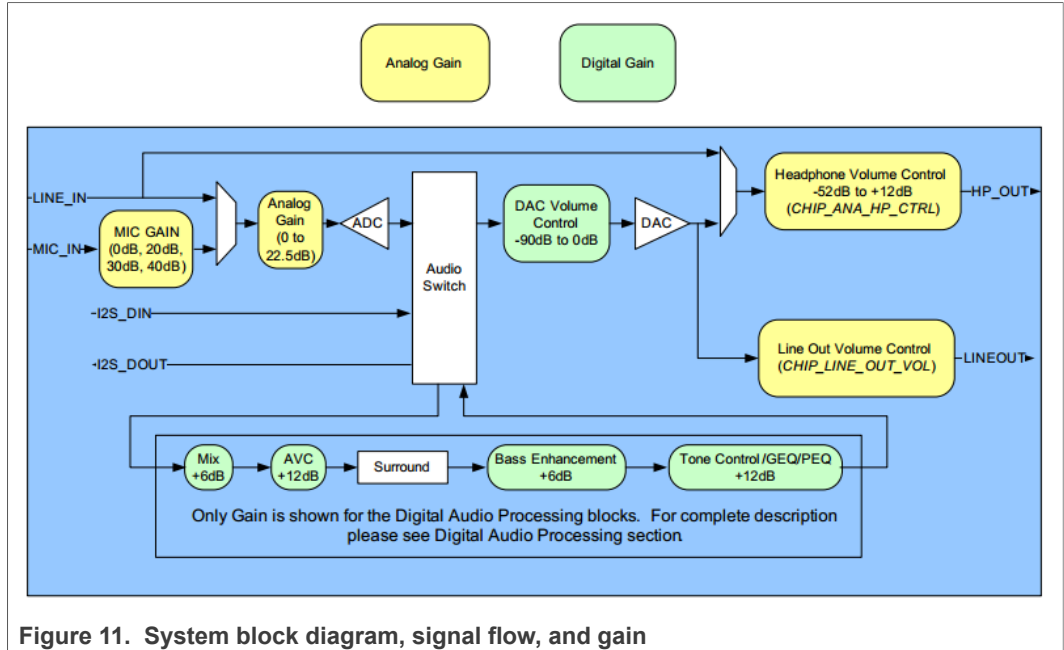 Analog Gain
Digital Gain
LINE_IN
MIC_IN
MIC GAIN
(0dB, 20dB,
30dB, 40dB)
Analog
Gain
(0 to
22.5dB)
ADC
Audio
Switch
DAC Volume
Control
-90dB to 0dB
DAC
Headphone Volume Control
-52dB to +12dB
(CHIP_ANA_HP_CTRL)
HP_OUT
I2S_DIN
I2S_DOUT
Line Out Volume Control
(CHIP_LINE_OUT_VOL)
LINEOUT
Mix
+6dB
AVC
+12dB
Surround
Bass Enhancement
+6dB
Tone Control/GEQ/PEQ
+12dB
Only Gain is shown for the Digital Audio Processing blocks. For complete description
please see Digital Audio Processing section.
Figure 11. System block diagram, signal flow, and gain